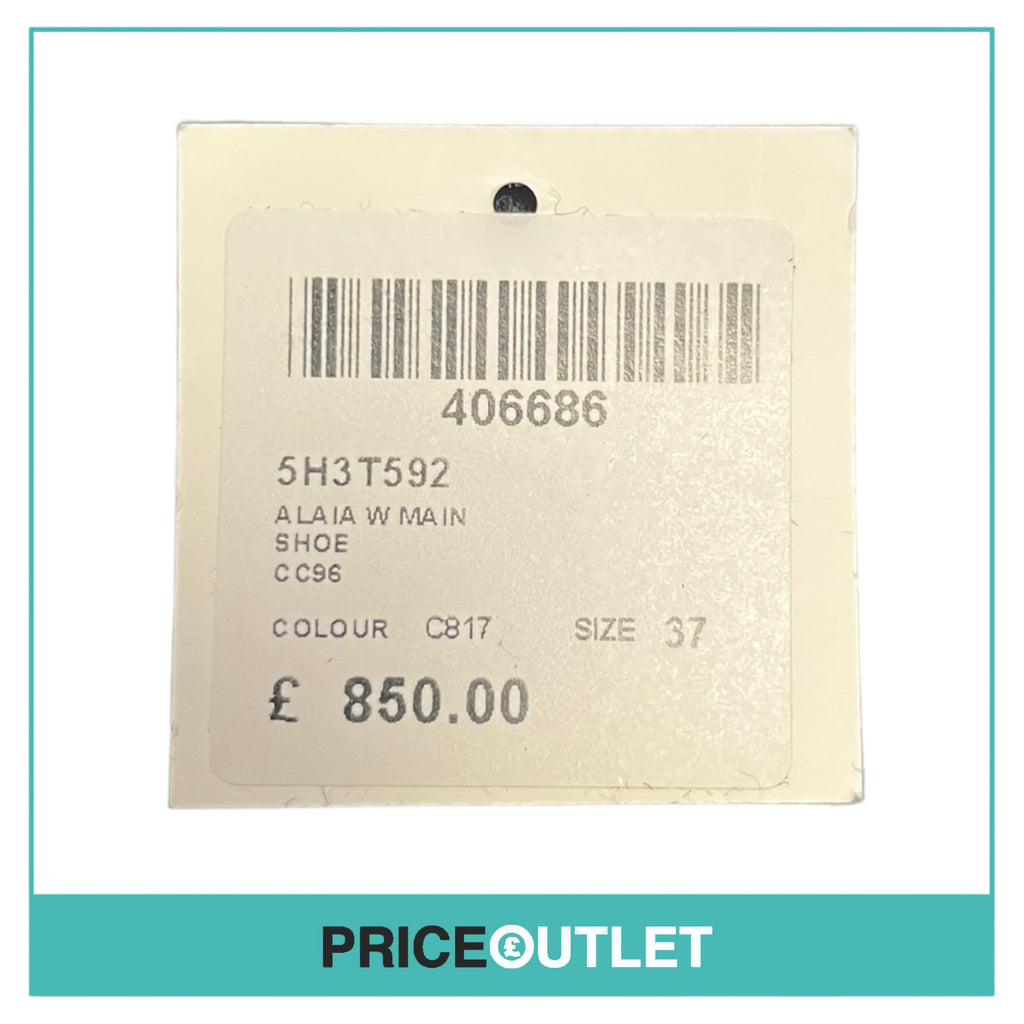 406686
5H3T592
ALAIA W MAIN
SHOE
CC96
COLOUR C817 SIZE 37
£ 850.00
PRICE£OUTLET